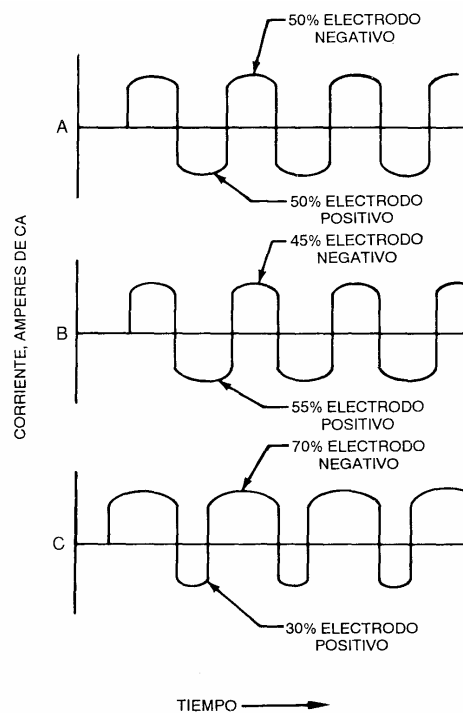 50% ELECTRODO
NEGATIVO
A
50% ELECTRODO
POSITIVO
45% ELECTRODO
NEGATIVO
B
55% ELECTRODO
POSITIVO
70% ELECTRODO
NEGATIVO
C
30% ELECTRODO
POSITIVO
CORRIENTE, AMPERES DE CA
TIEMPO